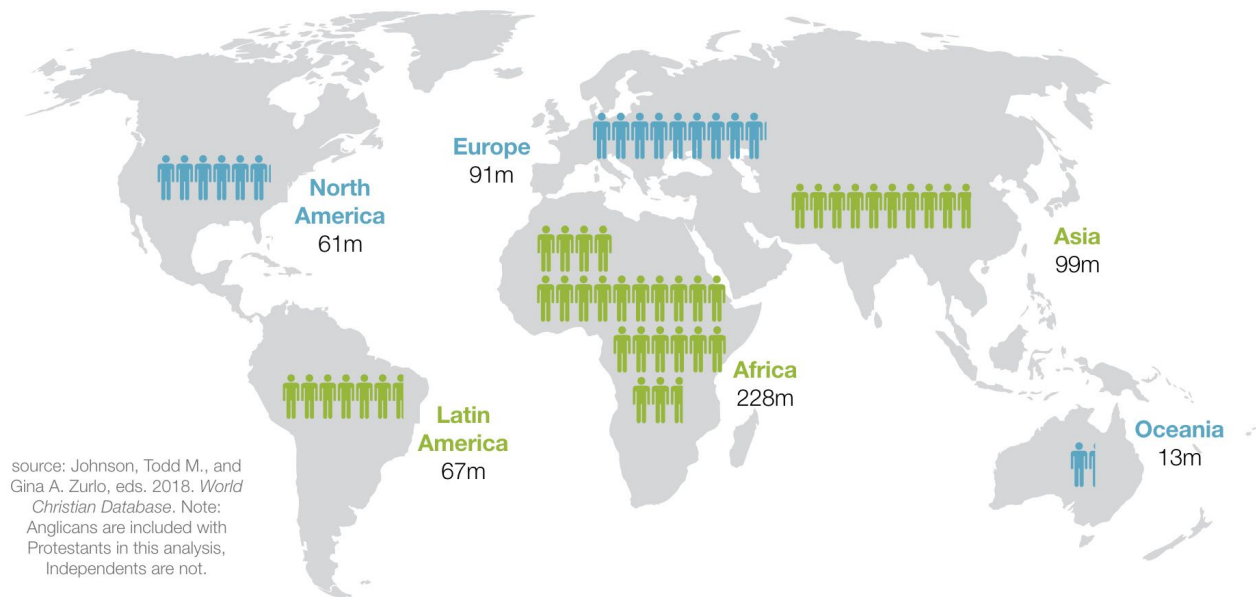 Europe
91m
North
America
61m
Asia
99m
Africa
228m
Latin
America
67m
Oceania
13m
source: Johnson, Todd M., and
Gina A. Zurlo, eds. 2018. World
Christian Database. Note:
Anglicans are included with
Protestants in this analysis,
Independents are not.